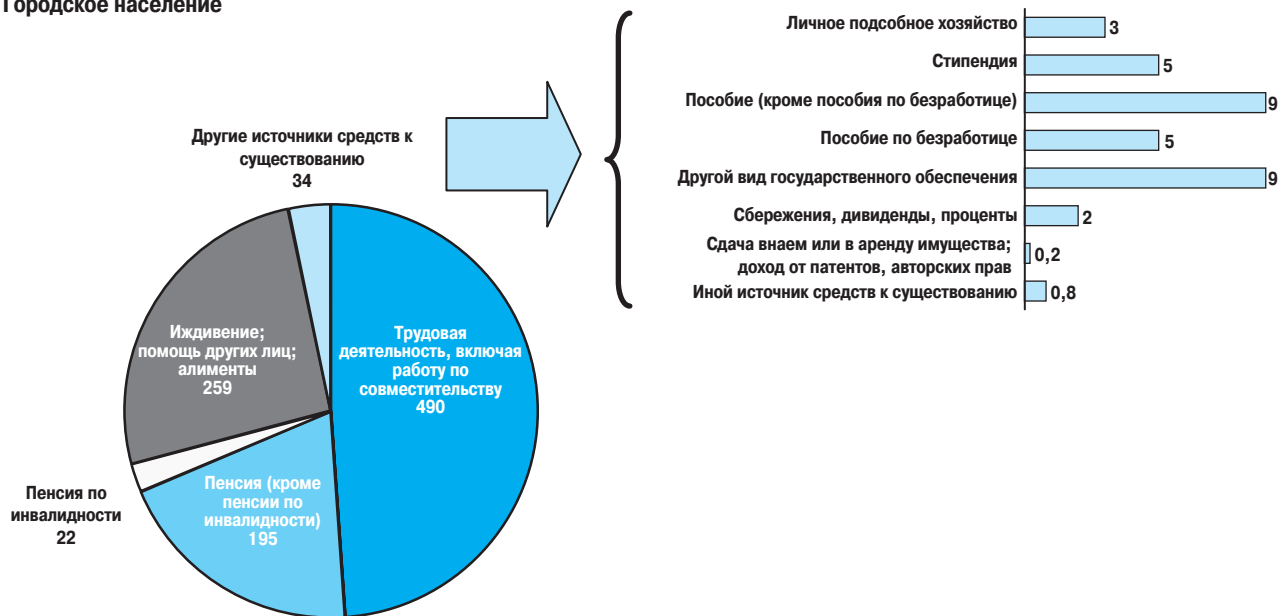 Городское население
Другие источники средств к
существованию
34
Иждивение;
помощь других лиц;
алименты
259
Трудовая
деятельность, включая
работу по
совместительству
490
Пенсия по
инвалидности
22
Пенсия (кроме
пенсии по
инвалидности)
195
Личное подсобное хозяйство 3
Стипендия 5
Пособие (кроме пособия по безработице) 9
Пособие по безработице 5
Другой вид государственного обеспечения 9
Сбережения, дивиденды, проценты 2
Сдача внаем или в аренду имущества;
доход от патентов, авторских прав 0,2
Иной источник средств к существованию 0,8